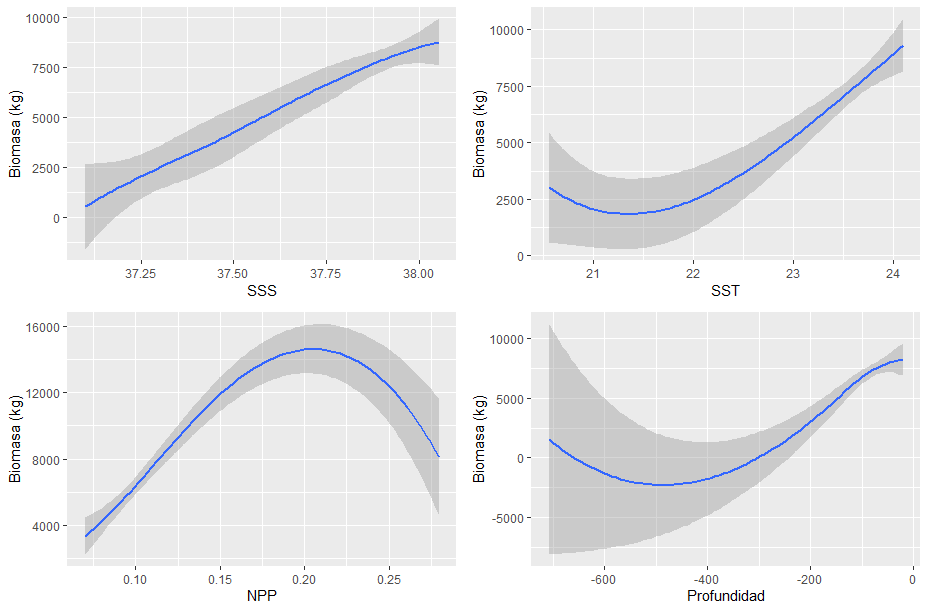 Biomasa (kg)
10000
7500
5000
2500
0
37.25 37.50 37.75 38.00
SSS
Biomasa (kg)
10000
7500
5000
2500
0
21 22 23 24
SST
Biomasa (kg)
16000
12000
8000
4000
0.10 0.15 0.20 0.25
NPP
Biomasa (kg)
10000
5000
0
-5000
-600 -400 -200 0
Profundidad